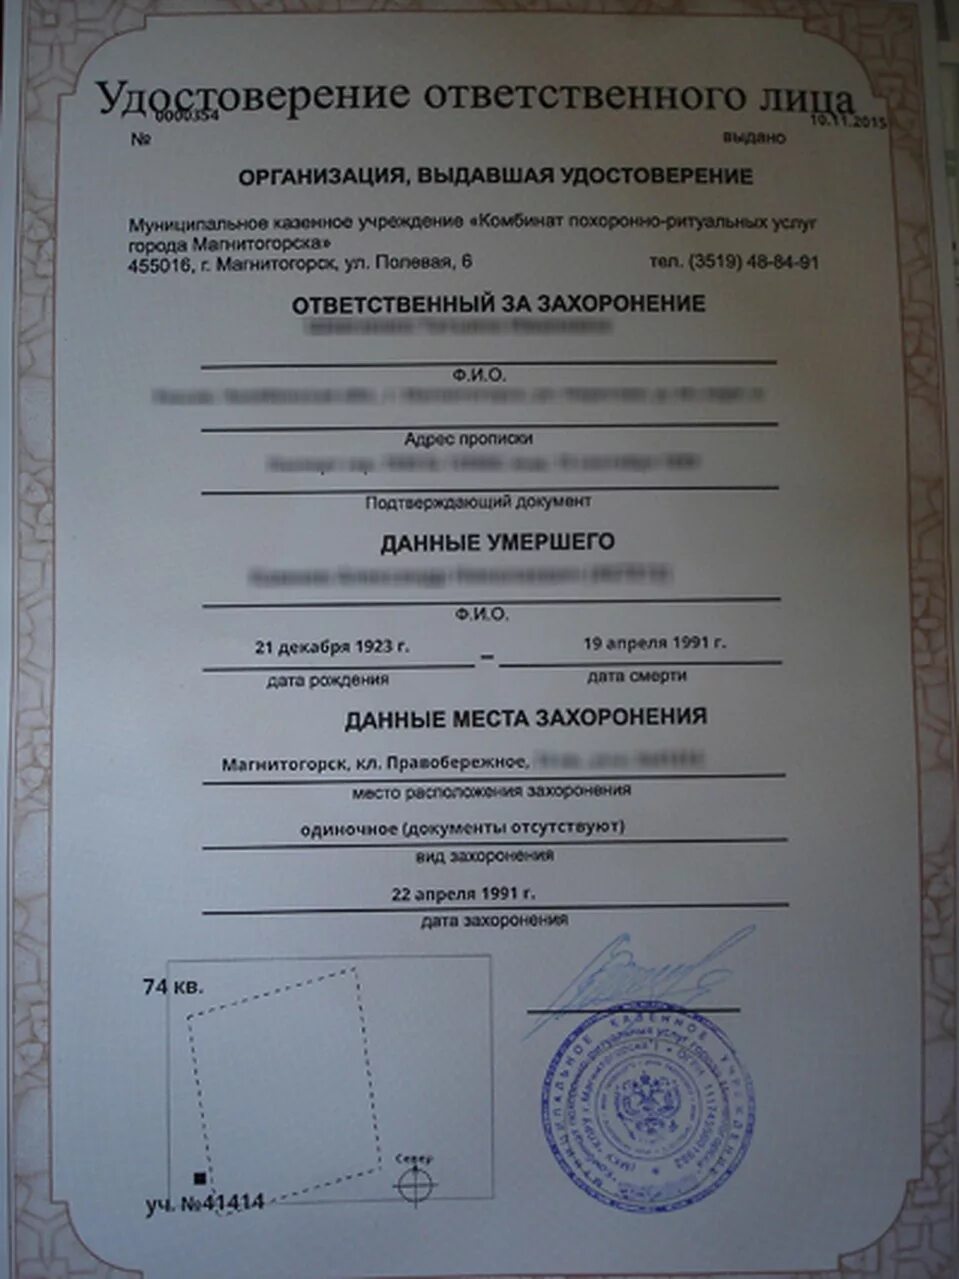 Удостоверение ответственного лица
0000354
10.11.2015
№
выдано
ОРГАНИЗАЦИЯ, ВЫДАВШАЯ УДОСТОВЕРЕНИЕ
Муниципальное казенное учреждение «Комбинат похоронно-ритуальных услуг
города Магнитогорска»
455016, г. Магнитогорск, ул. Полевая, 6 тел. (3519) 48-84-91
ОТВЕТСТВЕННЫЙ ЗА ЗАХОРОНЕНИЕ
Ф.И.О.
Адрес прописки
Подтверждающий документ
ДАННЫЕ УМЕРШЕГО
Ф.И.О.
21 декабря 1923 г. – 19 апреля 1991 г.
дата рождения дата смерти
ДАННЫЕ МЕСТА ЗАХОРОНЕНИЯ
Магнитогорск, кл. Правобережное,
место расположения захоронения
одиночное (документы отсутствуют)
вид захоронения
22 апреля 1991 г.
дата захоронения
74 кв.
Север
уч. №41414
МУНИЦИПАЛЬНОЕ КАЗЕННОЕ УЧРЕЖДЕНИЕ